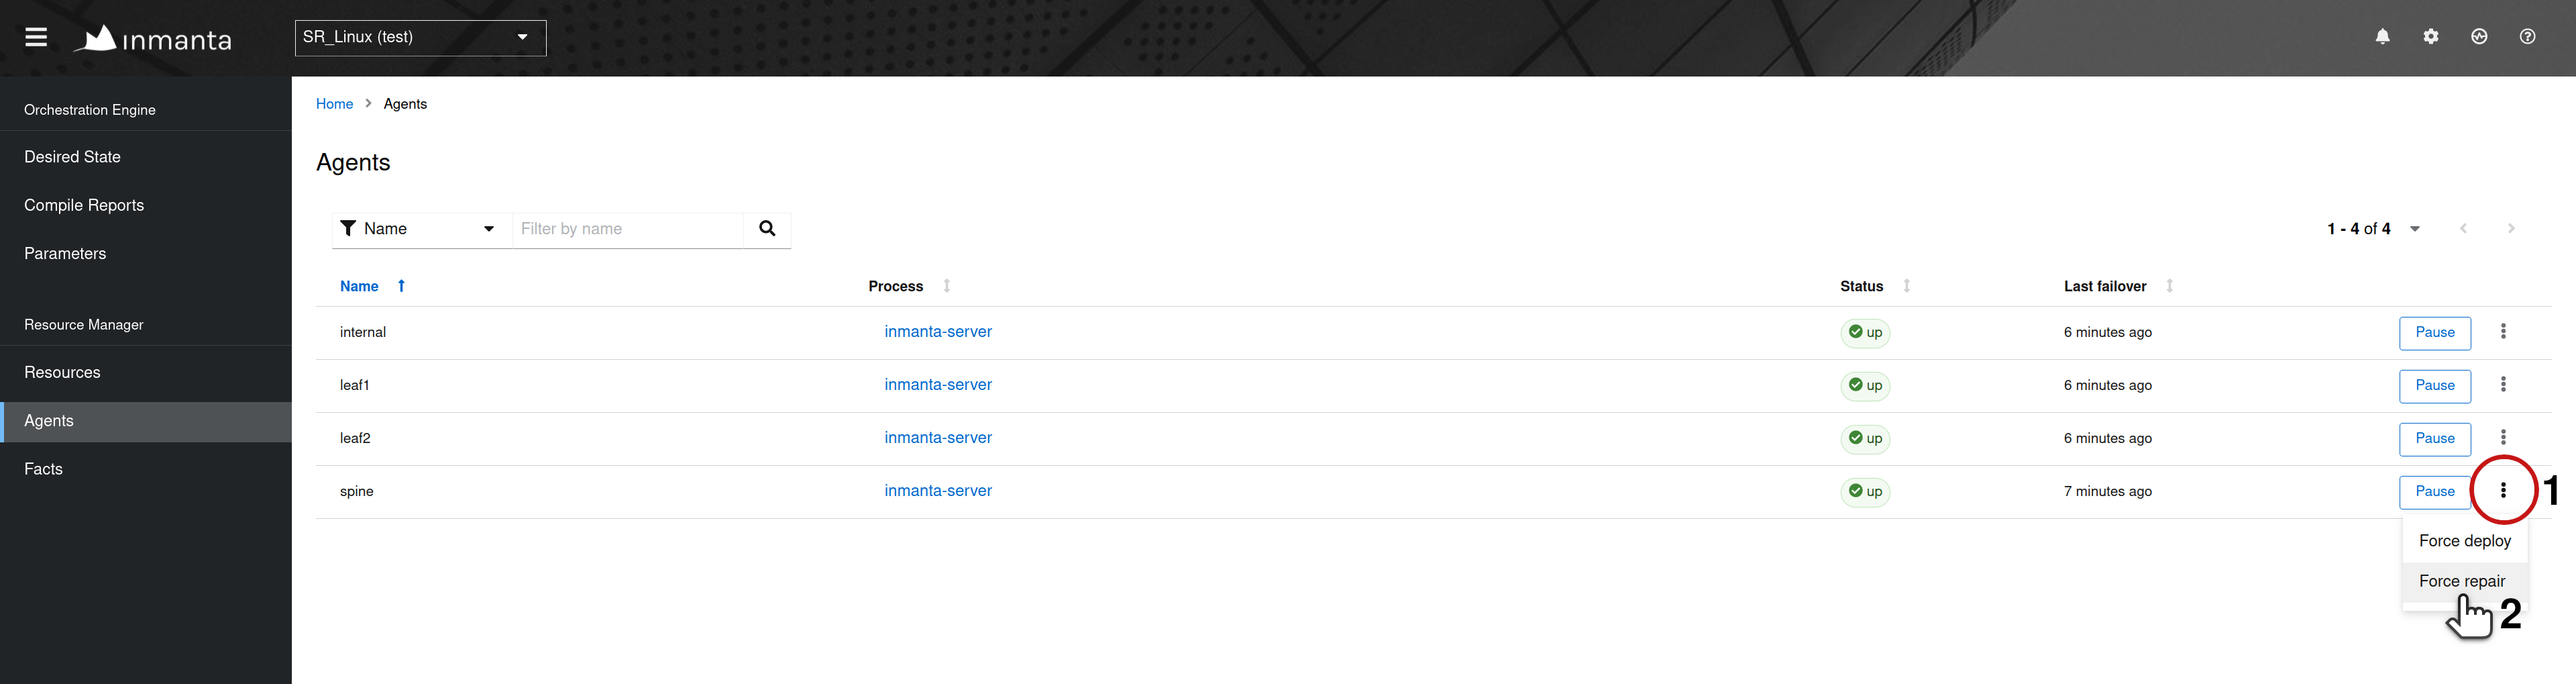 inmanta
SR_Linux (test)
Orchestration Engine
Desired State
Compile Reports
Parameters
Resource Manager
Resources
Agents
Facts
Home > Agents
Agents
Name
Filter by name
1 - 4 of 4
Name Process Status Last failover
internal inmanta-server up 6 minutes ago Pause
leaf1 inmanta-server up 6 minutes ago Pause
leaf2 inmanta-server up 6 minutes ago Pause
spine inmanta-server up 7 minutes ago Pause 1
Force deploy
Force repair
2